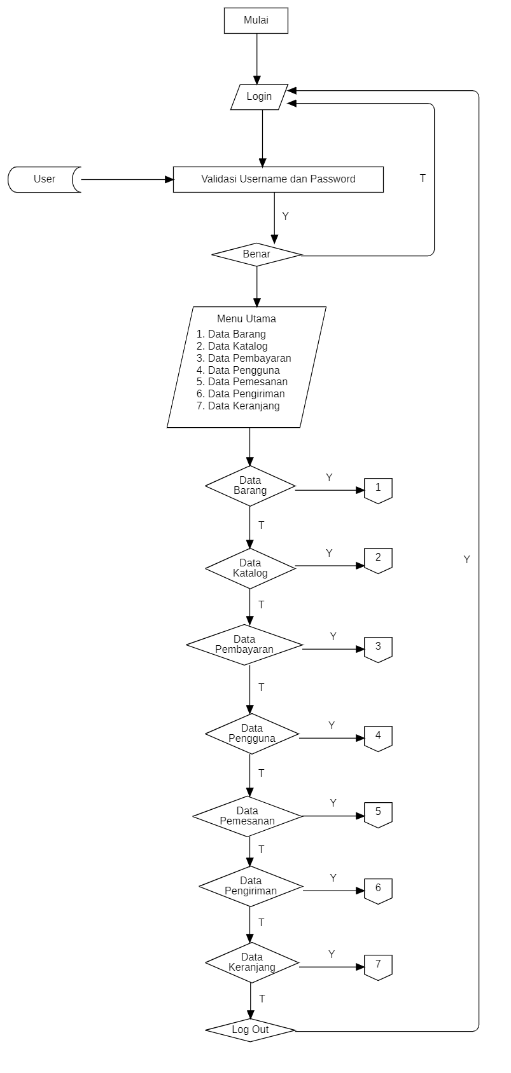 Mulai
Login
User
Validasi Username dan Password
T
Y
Benar
Menu Utama
1. Data Barang
2. Data Katalog
3. Data Pembayaran
4. Data Pengguna
5. Data Pemesanan
6. Data Pengiriman
7. Data Keranjang
Data
Barang
Y
1
T
Data
Katalog
Y
2
Y
T
Data
Pembayaran
Y
3
T
Data
Pengguna
Y
4
T
Data
Pemesanan
Y
5
T
Data
Pengiriman
Y
6
T
Data
Keranjang
Y
7
T
Log Out